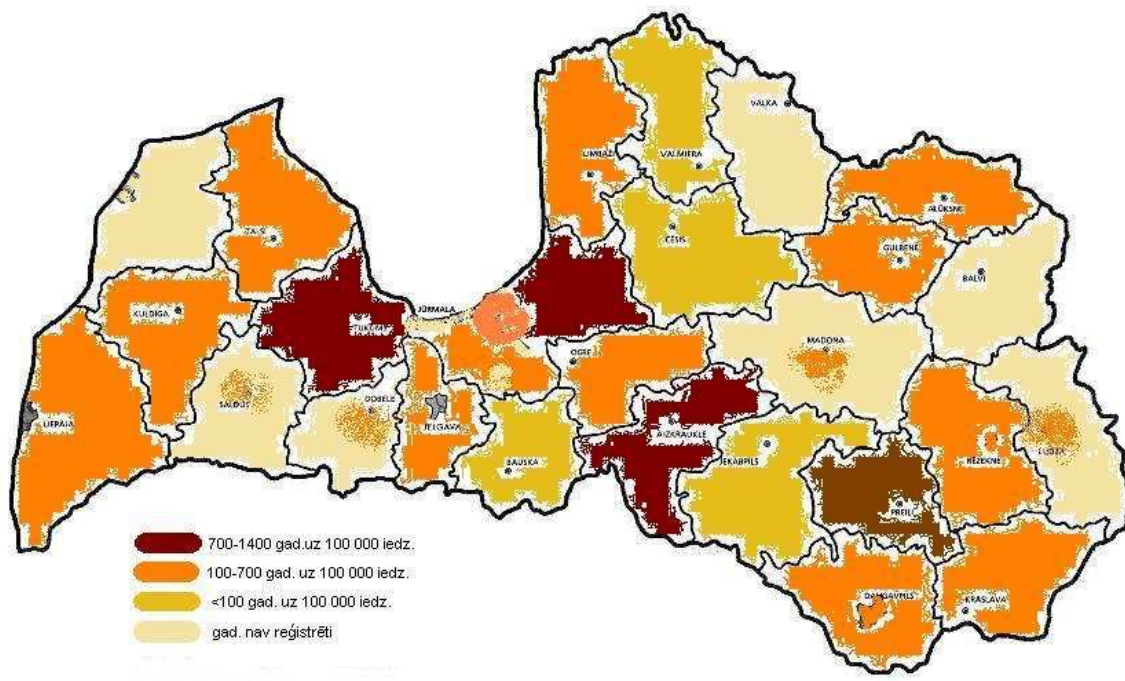 VALKA
LIMBAŽI
VALMIERA
ALŪKSNE
CĒSIS
TALSI
GULBENE
BALVI
KULDĪGA
JŪRMALA
TUKUMS
MADONA
OGRE
SALDUS
DOBELE
LIEPĀJA
JELGAVA
AIZKRAUKLE
JĒKABPILS
RĒZEKNE
LUDZA
BAUSKA
PREIĻI
DAUGAVPILS
KRĀSLAVA
700-1400 gad.uz 100 000 iedz.
100-700 gad. uz 100 000 iedz.
<100 gad. uz 100 000 iedz.
gad. nav reģistrēti